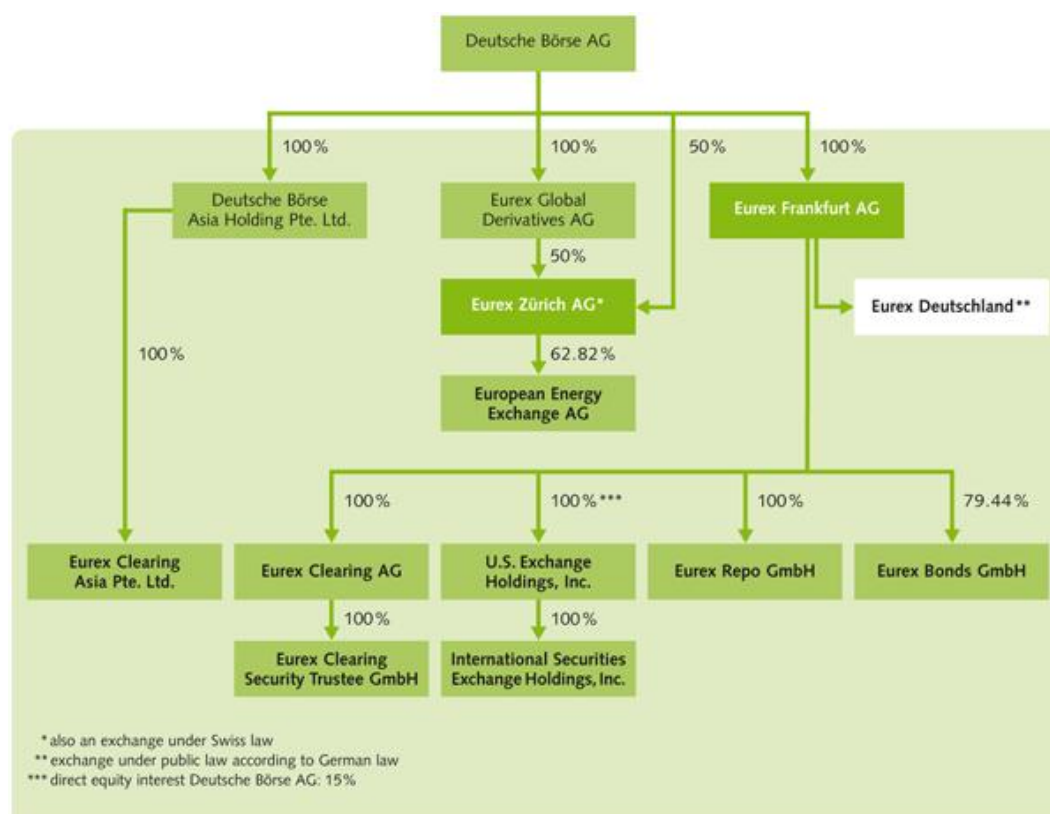 Deutsche Börse AG
100%
100%
50%
100%
Deutsche Börse
Asia Holding Pte. Ltd.
Eurex Global
Derivatives AG
Eurex Frankfurt AG
50%
Eurex Zürich AG*
Eurex Deutschland**
100%
62.82%
European Energy
Exchange AG
100%
100%***
100%
79.44%
Eurex Clearing
Asia Pte. Ltd.
Eurex Clearing AG
U.S. Exchange
Holdings, Inc.
Eurex Repo GmbH
Eurex Bonds GmbH
100%
100%
Eurex Clearing
Security Trustee GmbH
International Securities
Exchange Holdings, Inc.
* also an exchange under Swiss law
** exchange under public law according to German law
*** direct equity interest Deutsche Börse AG: 15%